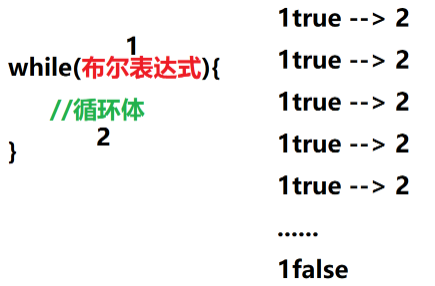 1
while(布尔表达式){
//循环体
2
}
1true --> 2
1true --> 2
1true --> 2
1true --> 2
1true --> 2
......
1false